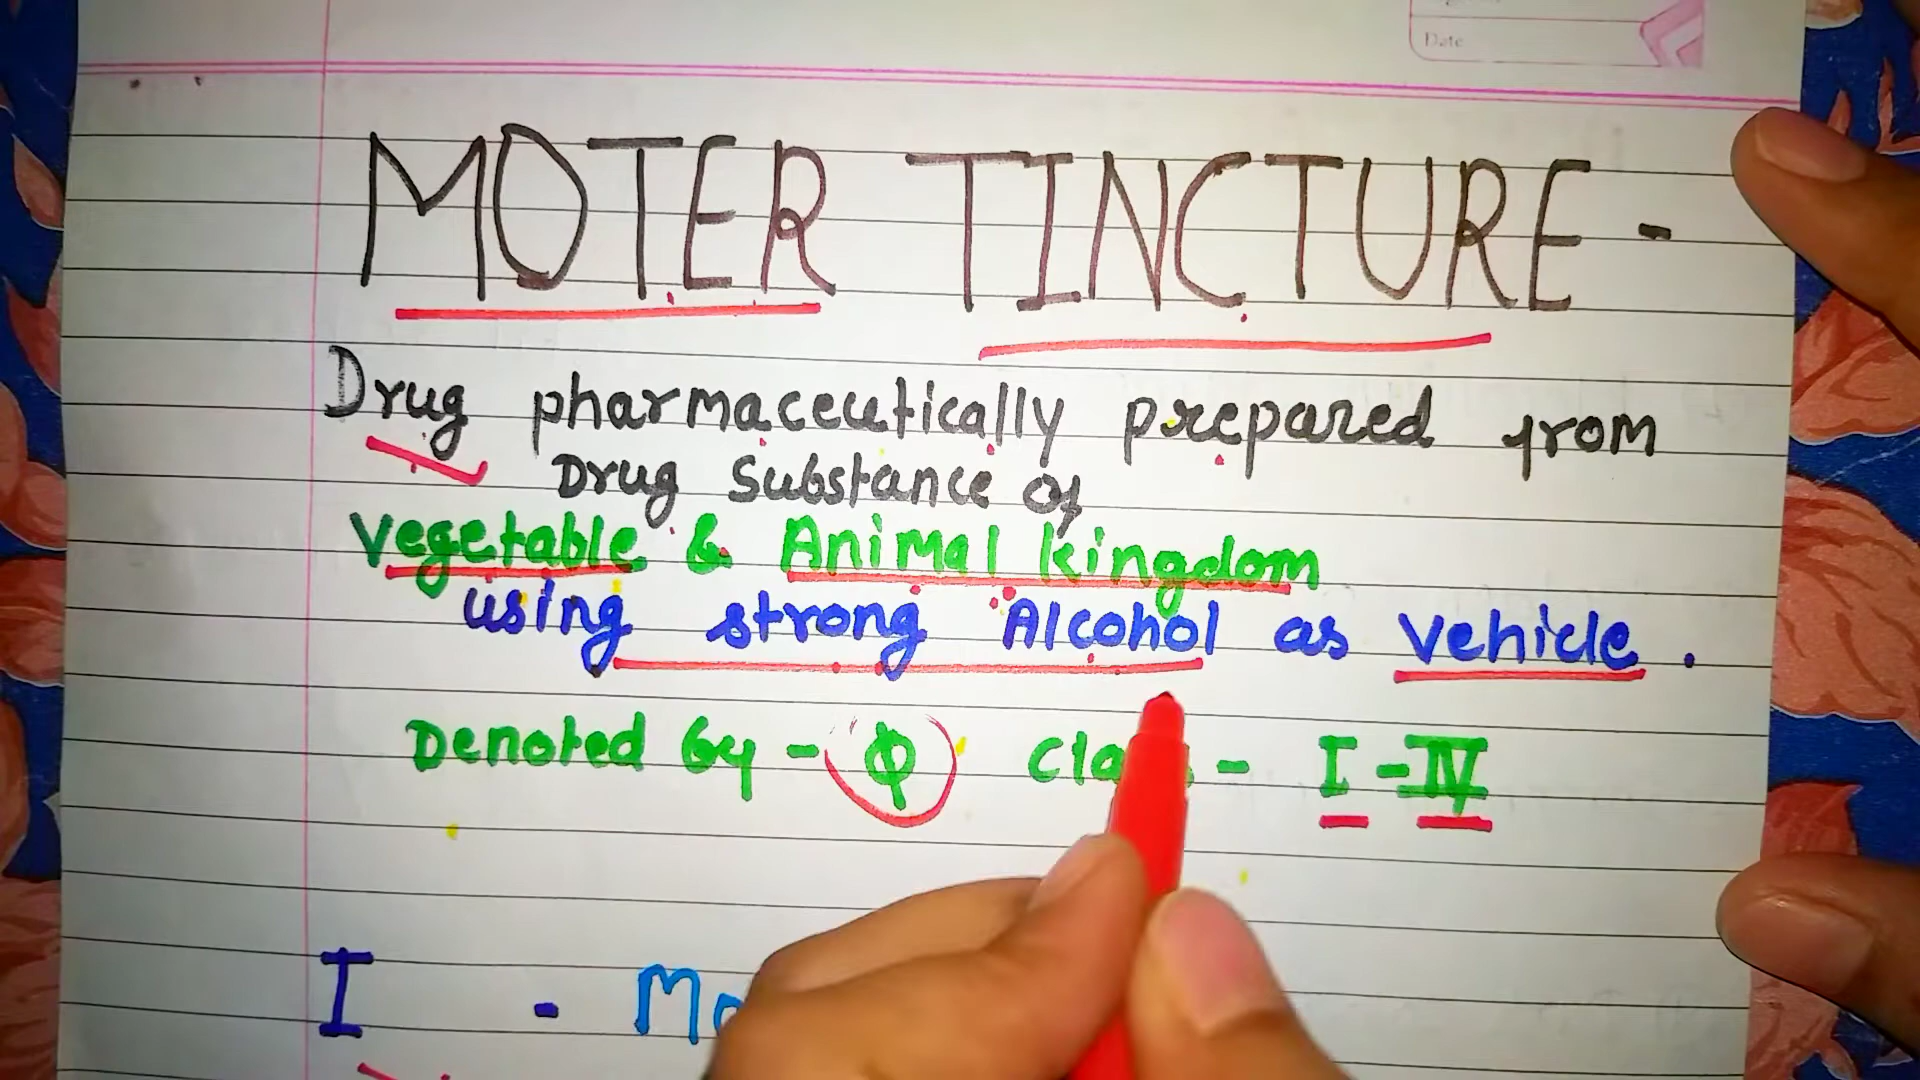 Date
MOTER TINCTURE -
Drug pharmaceutically prepared from
Drug Substance of
Vegetable & Animal kingdom
using strong Alcohol as vehicle.
Denoted by - Φ - I - IV
I -